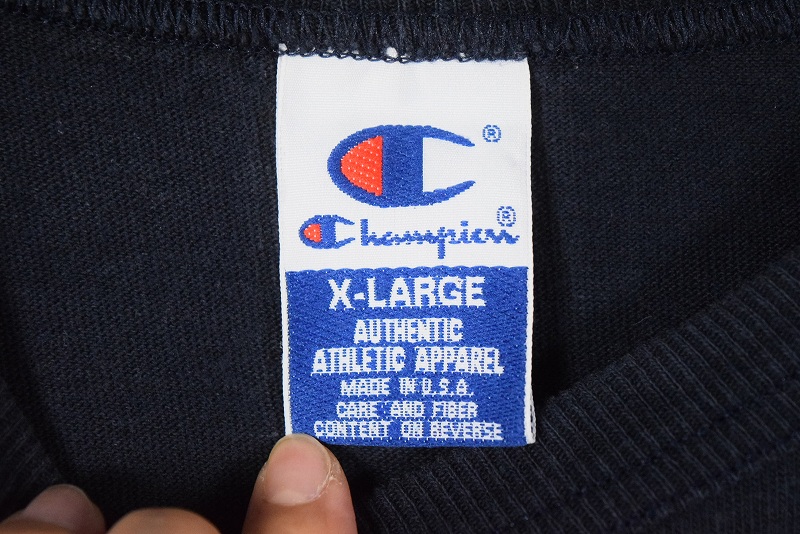 ®
Champion®
X-LARGE
AUTHENTIC
ATHLETIC APPAREL
MADE IN U.S.A.
CARE AND FIBER
CONTENT ON REVERSE